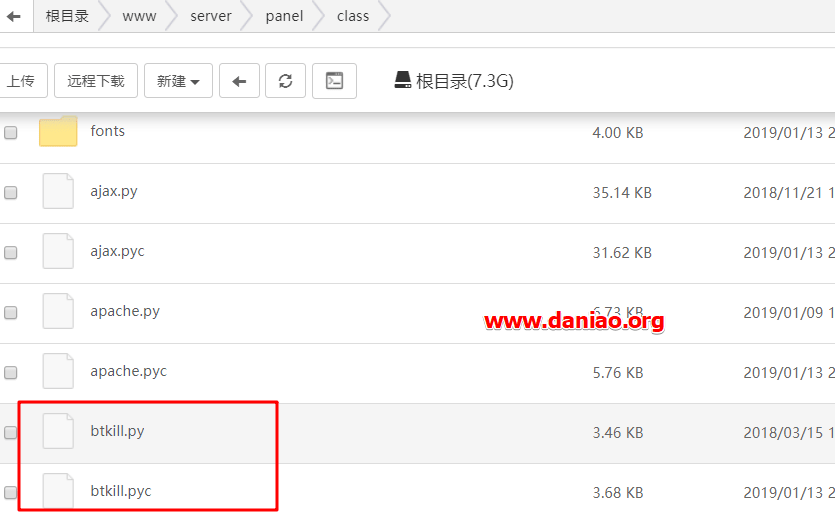 根目录 www server panel class
上传 远程下载 新建 根目录(7.3G)
fonts 4.00 KB 2019/01/13 2
ajax.py 35.14 KB 2018/11/21 1
ajax.pyc 31.62 KB 2019/01/13 2
apache.py 6.73 KB 2019/01/09 1
www.daniao.org
apache.pyc 5.76 KB 2019/01/13 2
btkill.py 3.46 KB 2018/03/15 1
btkill.pyc 3.68 KB 2019/01/13 2